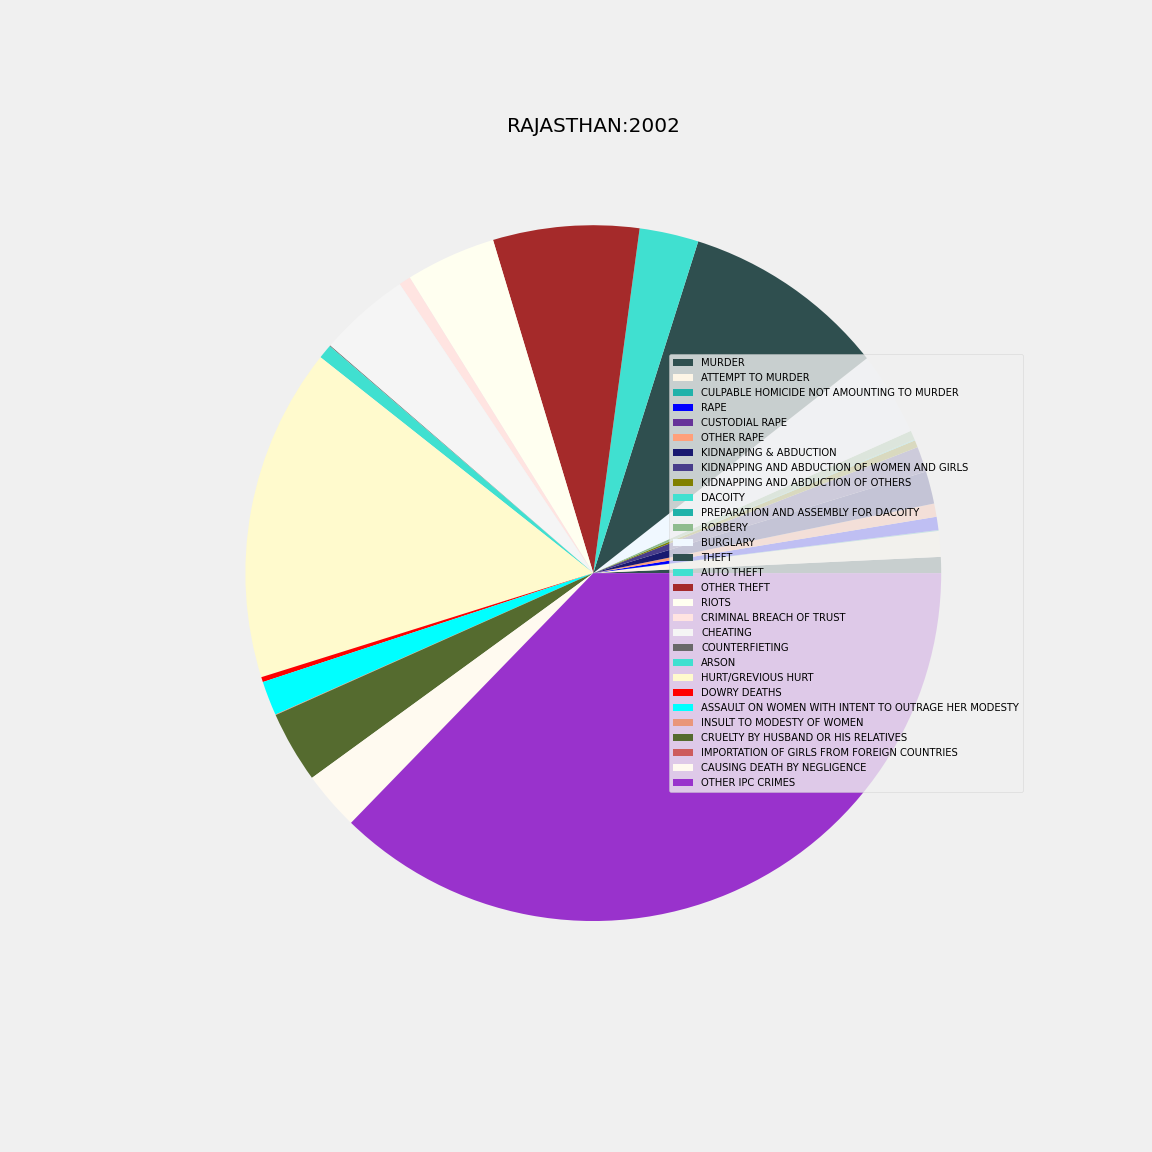 RAJASTHAN:2002
MURDER
ATTEMPT TO MURDER
CULPABLE HOMICIDE NOT AMOUNTING TO MURDER
RAPE
CUSTODIAL RAPE
OTHER RAPE
KIDNAPPING & ABDUCTION
KIDNAPPING AND ABDUCTION OF WOMEN AND GIRLS
KIDNAPPING AND ABDUCTION OF OTHERS
DACOITY
PREPARATION AND ASSEMBLY FOR DACOITY
ROBBERY
BURGLARY
THEFT
AUTO THEFT
OTHER THEFT
RIOTS
CRIMINAL BREACH OF TRUST
CHEATING
COUNTERFIETING
ARSON
HURT/GREVIOUS HURT
DOWRY DEATHS
ASSAULT ON WOMEN WITH INTENT TO OUTRAGE HER MODESTY
INSULT TO MODESTY OF WOMEN
CRUELTY BY HUSBAND OR HIS RELATIVES
IMPORTATION OF GIRLS FROM FOREIGN COUNTRIES
CAUSING DEATH BY NEGLIGENCE
OTHER IPC CRIMES